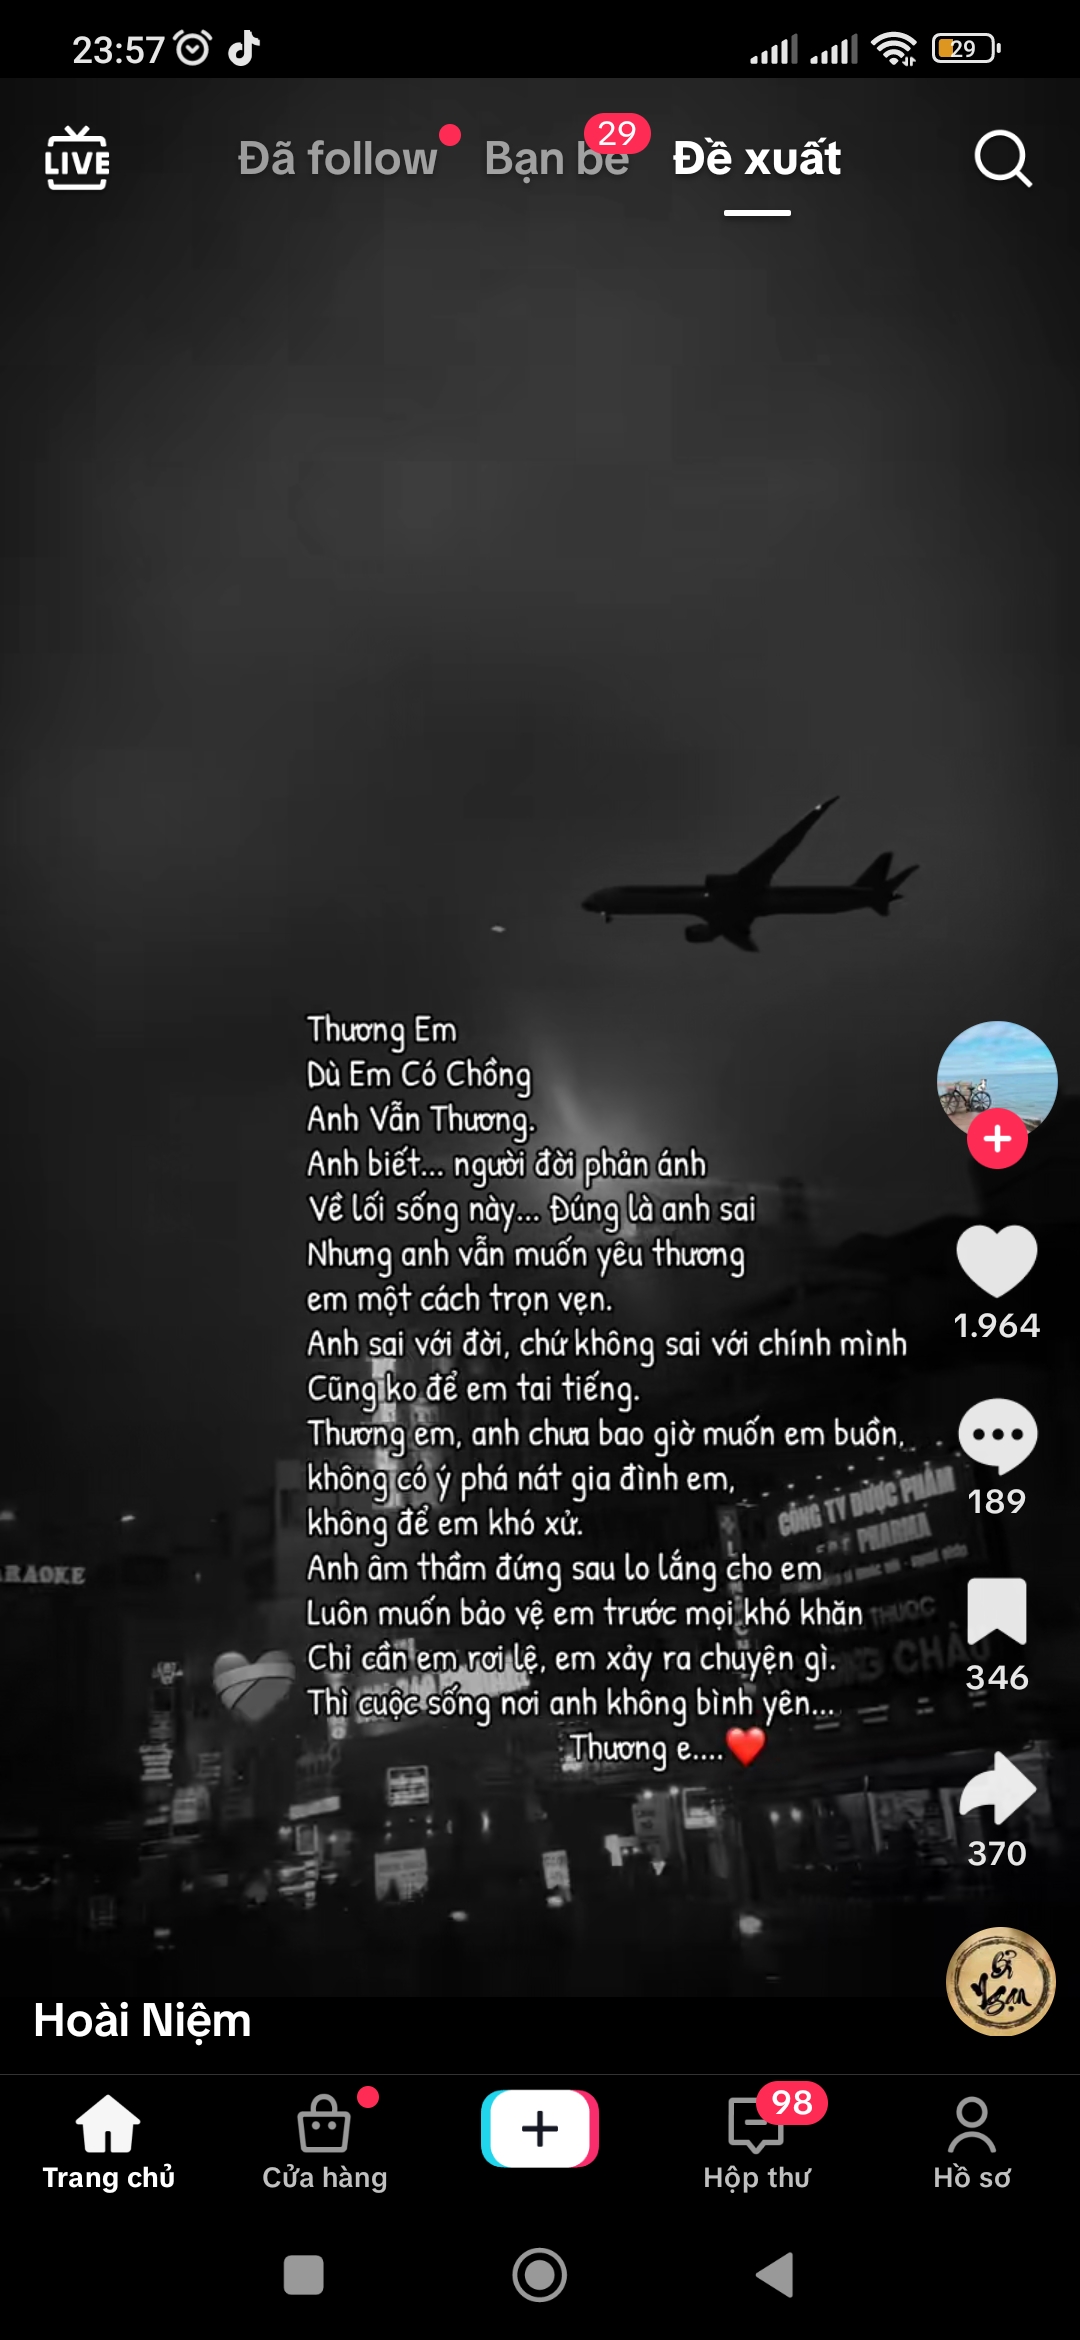 23:57
29
LIVE
Đã follow
Bạn bè
29
Đề xuất
Thương Em
Dù Em Có Chồng
Anh Vẫn Thương.
Anh biết... người đời phản ánh
Về lối sống này... Đúng là anh sai
Nhưng anh vẫn muốn yêu thương
em một cách trọn vẹn.
Anh sai với đời, chứ không sai với chính mình
Cũng ko để em tai tiếng.
Thương em, anh chưa bao giờ muốn em buồn,
không có ý phá nát gia đình em,
không để em khó xử.
Anh âm thầm đứng sau lo lắng cho em
Luôn muốn bảo vệ em trước mọi khó khăn
Chỉ cần em rơi lệ, em xảy ra chuyện gì.
Thì cuộc sống nơi anh không bình yên...
Thương e....❤️
1.964
189
346
370
CÔNG TY DƯỢC PHẨM
PHARMA
THUOC
CHÂU
RAOKE
Bỉ
Ngạn
Hoài Niệm
Trang chủ
Cửa hàng
98
Hộp thư
Hồ sơ